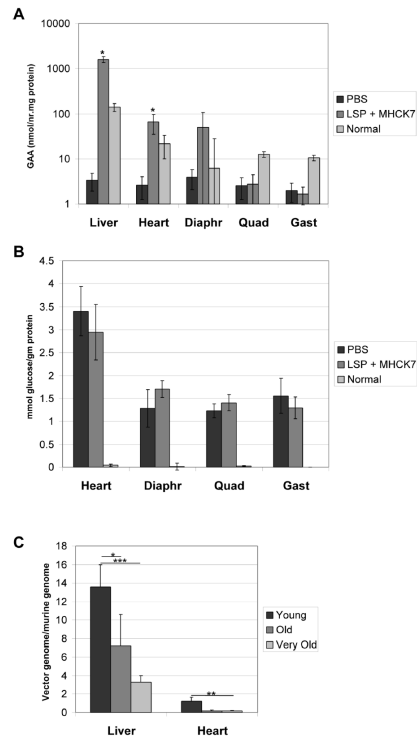 A
GAA (nmol/hr.mg protein)
10000
1000
100
10
1
*
*
Liver Heart Diaphr Quad Gast
PBS
LSP + MHCK7
Normal
B
mmol glucose/gm protein
4.5
4
3.5
3
2.5
2
1.5
1
0.5
0
Heart Diaphr Quad Gast
PBS
LSP + MHCK7
Normal
C
Vector genome/murine genome
18
16
14
12
10
8
6
4
2
0
*
***
**
Liver Heart
Young
Old
Very Old